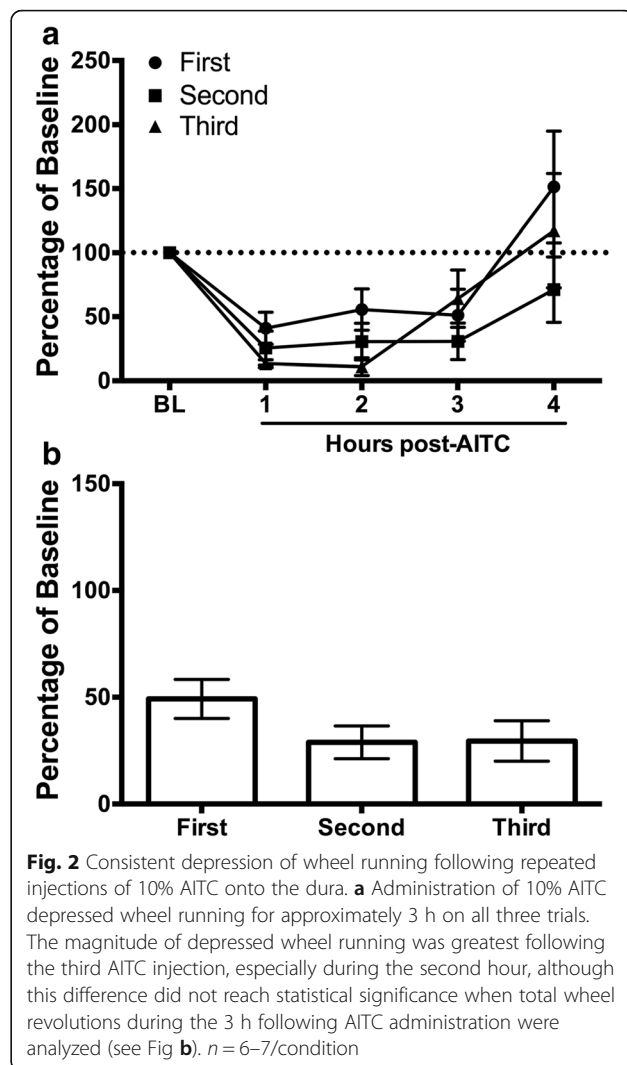 a
250
200
150
100
50
0
Percentage of Baseline
First
Second
Third
BL 1 2 3 4
Hours post-AITC
b
150
100
50
0
Percentage of Baseline
First Second Third
Fig. 2 Consistent depression of wheel running following repeated
injections of 10% AITC onto the dura. a Administration of 10% AITC
depressed wheel running for approximately 3 h on all three trials.
The magnitude of depressed wheel running was greatest following
the third AITC injection, especially during the second hour, although
this difference did not reach statistical significance when total wheel
revolutions during the 3 h following AITC administration were
analyzed (see Fig b). n = 6–7/condition